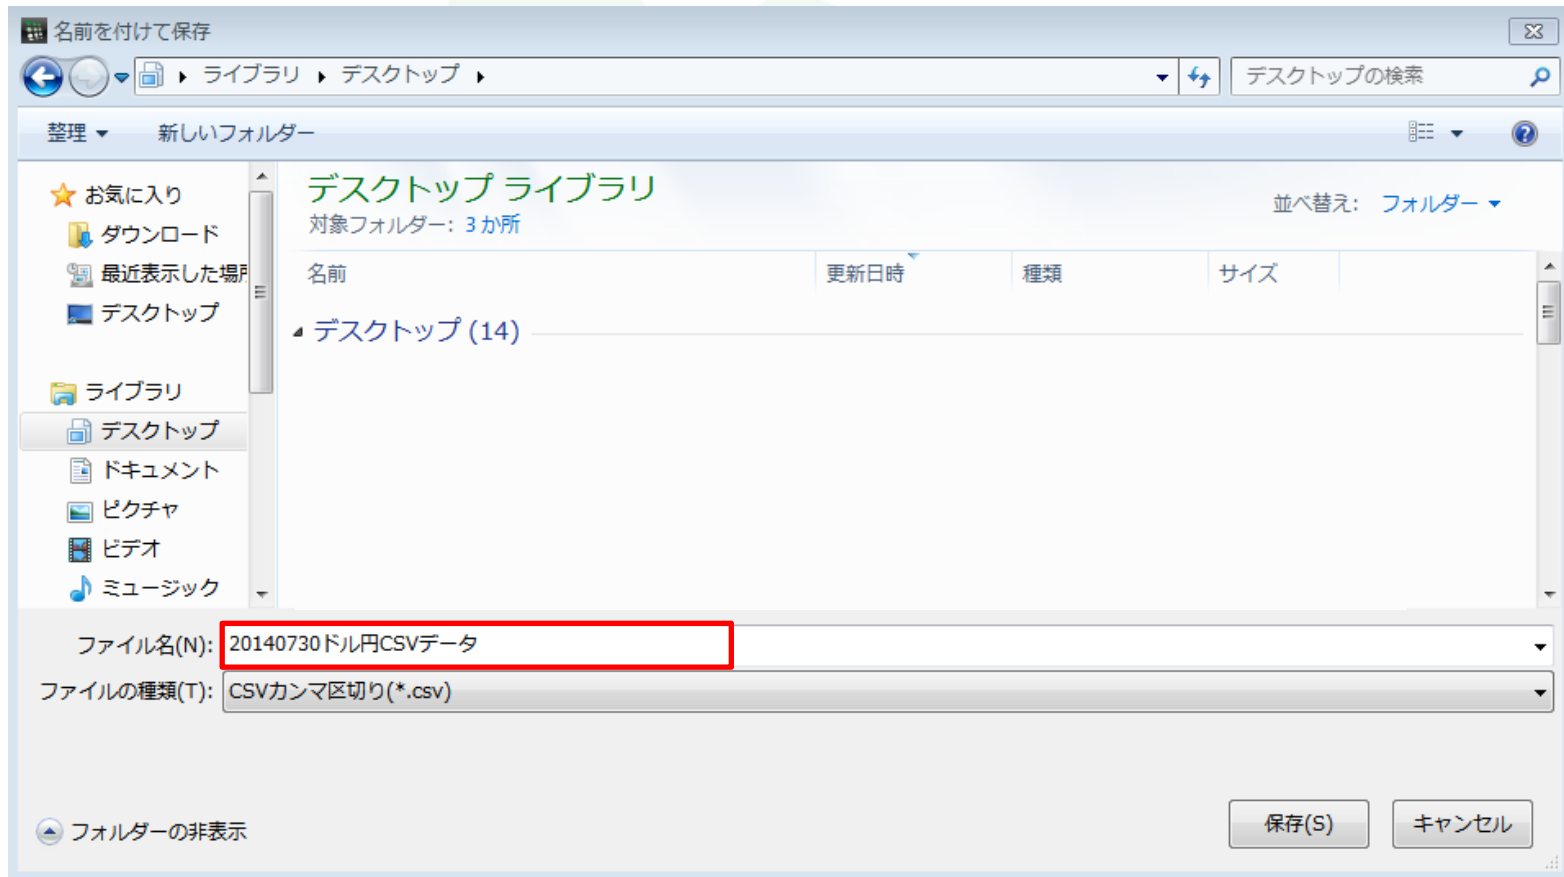 名前を付けて保存
ライブラリ デスクトップ
デスクトップの検索
整理 新しいフォルダー
お気に入り
ダウンロード
最近表示した場所
デスクトップ
ライブラリ
デスクトップ
ドキュメント
ピクチャ
ビデオ
ミュージック
デスクトップ ライブラリ
対象フォルダー: 3 か所
並べ替え: フォルダー
名前 更新日時 種類 サイズ
デスクトップ (14)
ファイル名(N): 20140730ドル円CSVデータ
ファイルの種類(T): CSVカンマ区切り(*.csv)
フォルダーの非表示
保存(S) キャンセル